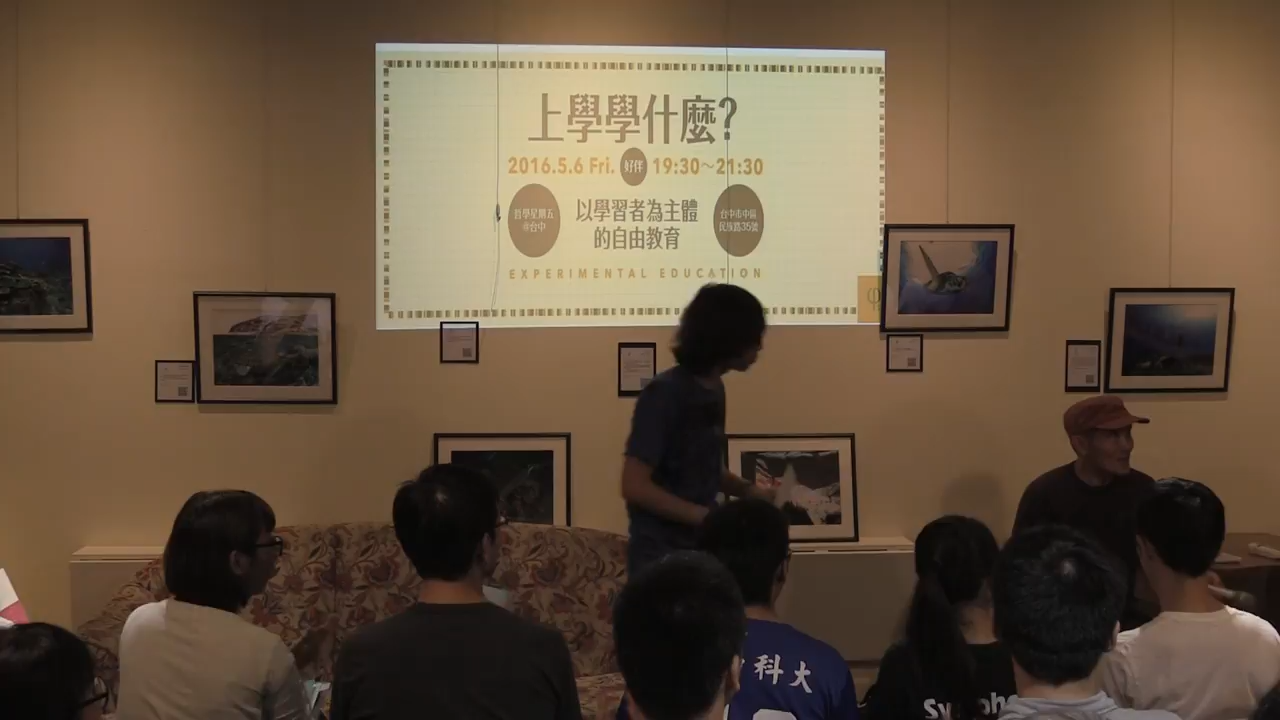 上學學什麼?
2016.5.6 Fri. 好伴 19:30～21:30
哲學星期五
@台中
以學習者為主體
的自由教育
台中市中區
民族路35號
EXPERIMENTAL EDUCATION
科大